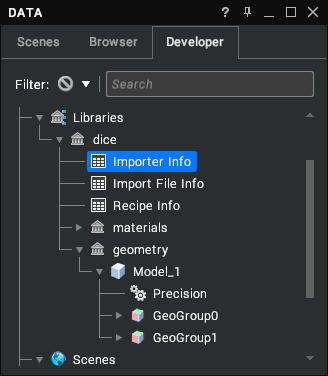 DATA ?
Scenes Browser Developer
Filter: Search
Libraries
dice
Importer Info
Import File Info
Recipe Info
materials
geometry
Model_1
Precision
GeoGroup0
GeoGroup1
Scenes